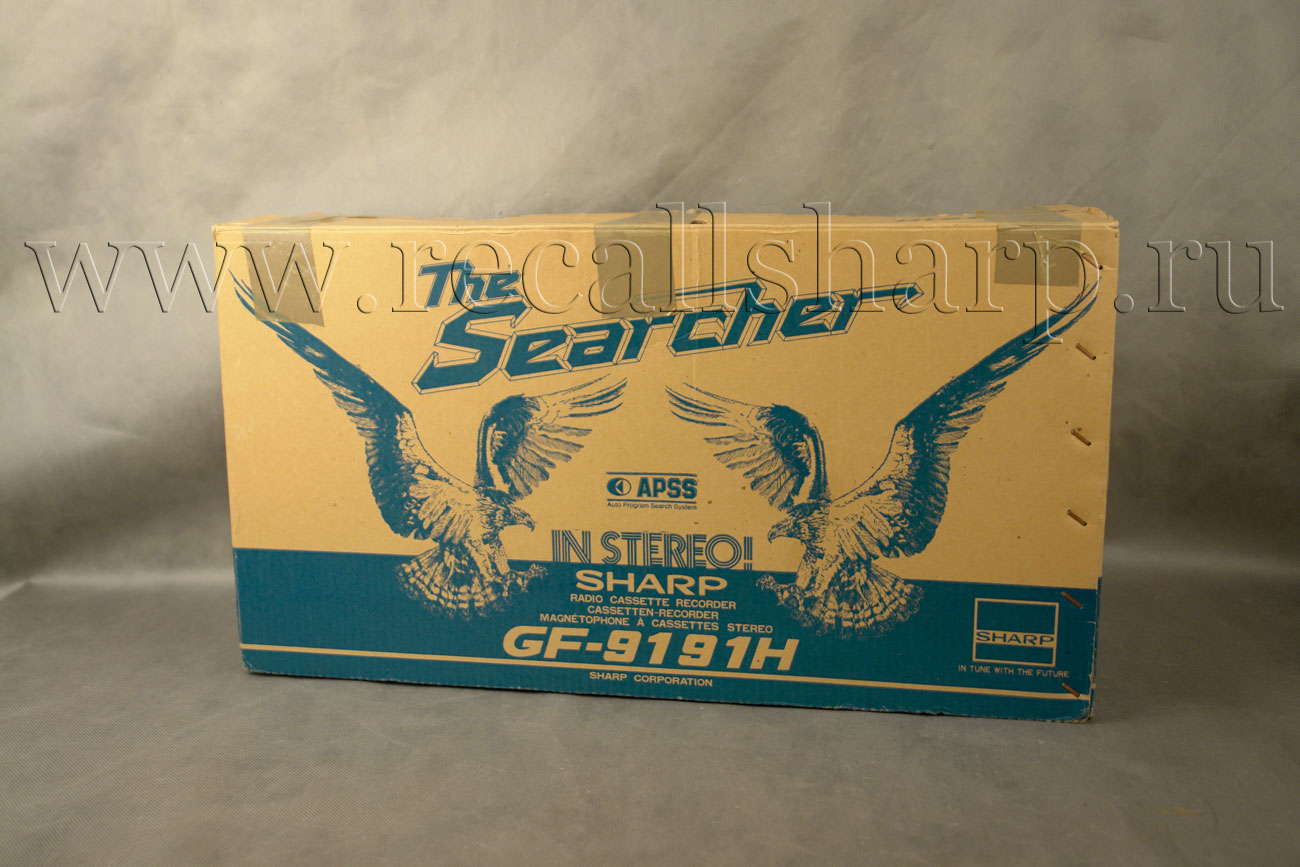 www.recallsharp.ru
The
Searcher
APSS
Auto Program Search System
IN STEREO!
SHARP
RADIO CASSETTE RECORDER
CASSETTEN-RECORDER
MAGNÉTOPHONE À CASSETTES STEREO
GF-9191H
SHARP CORPORATION
SHARP
IN TUNE WITH THE FUTURE